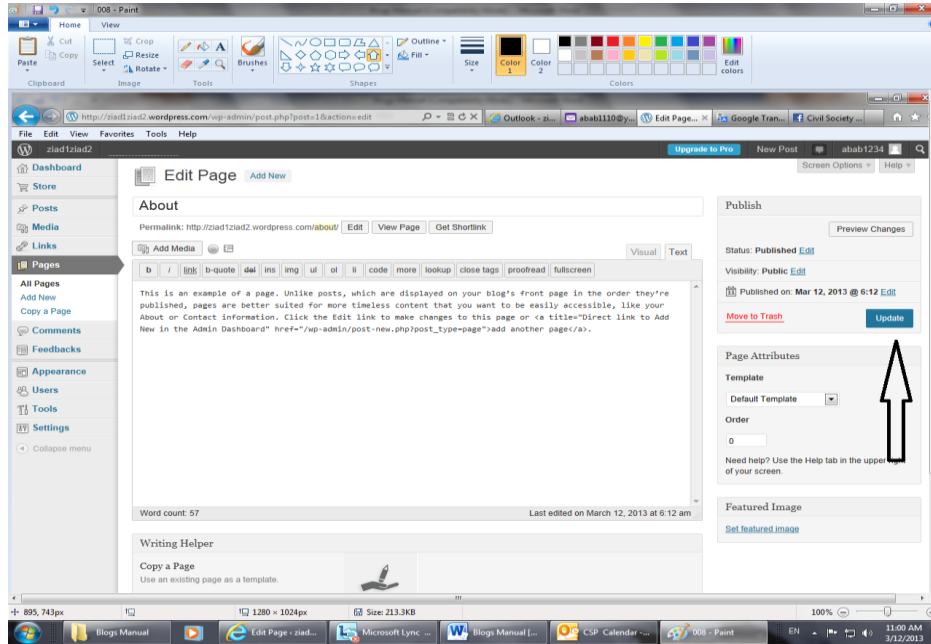 008 - Paint
Home View
Cut
Copy
Paste
Select
Crop
Resize
Rotate
Brushes
Outline
Fill
Size
Color 1
Color 2
Edit colors
Clipboard Image Tools Shapes Colors
http://ziad1ziad2.wordpress.com/wp-admin/post.php?post=1&action=edit
Outlook - zi...
abab1110@y...
Edit Page...
Google Tran...
Civil Society ...
File Edit View Favorites Tools Help
ziad1ziad2
Upgrade to Pro New Post abab1234
Screen Options Help
Dashboard
Store
Posts
Media
Links
Pages
All Pages
Add New
Copy a Page
Comments
Feedbacks
Appearance
Users
Tools
Settings
Collapse menu
Edit Page Add New
About
Permalink: http://ziad1ziad2.wordpress.com/about/ Edit View Page Get Shortlink
Add Media
Visual Text
b i link b-quote del ins img ul ol li code more lookup close tags proofread fullscreen
This is an example of a page. Unlike posts, which are displayed on your blog's front page in the order they're
published, pages are better suited for more timeless content that you want to be easily accessible, like your
About or Contact information. Click the Edit link to make changes to this page or <a title="Direct link to Add
New in the Admin Dashboard" href="/wp-admin/post-new.php?post_type=page">add another page</a>.
Word count: 57 Last edited on March 12, 2013 at 6:12 am
Writing Helper
Copy a Page
Use an existing page as a template.
Publish
Preview Changes
Status: Published Edit
Visibility: Public Edit
Published on: Mar 12, 2013 @ 6:12 Edit
Move to Trash Update
Page Attributes
Template
Default Template
Order
0
Need help? Use the Help tab in the upper right
of your screen.
Featured Image
Set featured image
895, 743px
1280 × 1024px
Size: 213.3KB
100%
Blogs Manual
Edit Page ‹ ziad...
Microsoft Lync ...
Blogs Manual [...
CSP Calendar -...
008 - Paint
EN
11:00 AM
3/12/2013